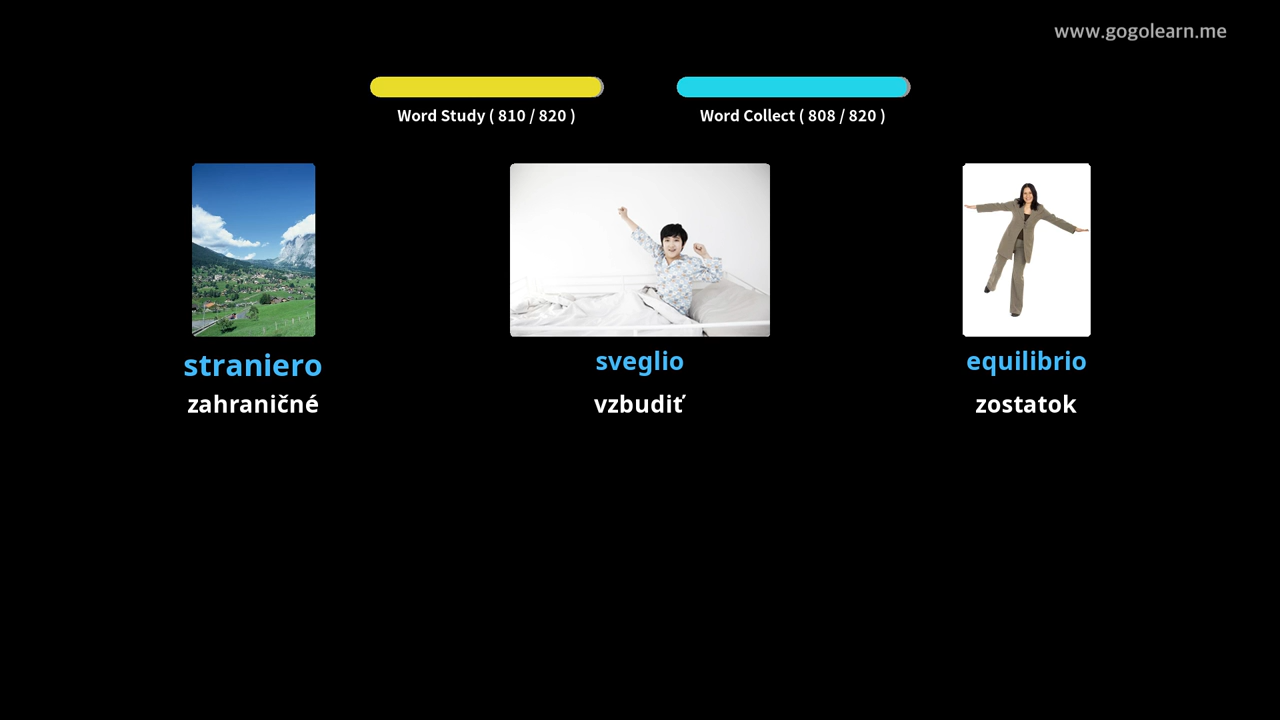 www.gogolearn.me
Word Study ( 810 / 820 )
Word Collect ( 808 / 820 )
straniero
zahraničné
sveglio
vzbudiť
equilibrio
zostatok